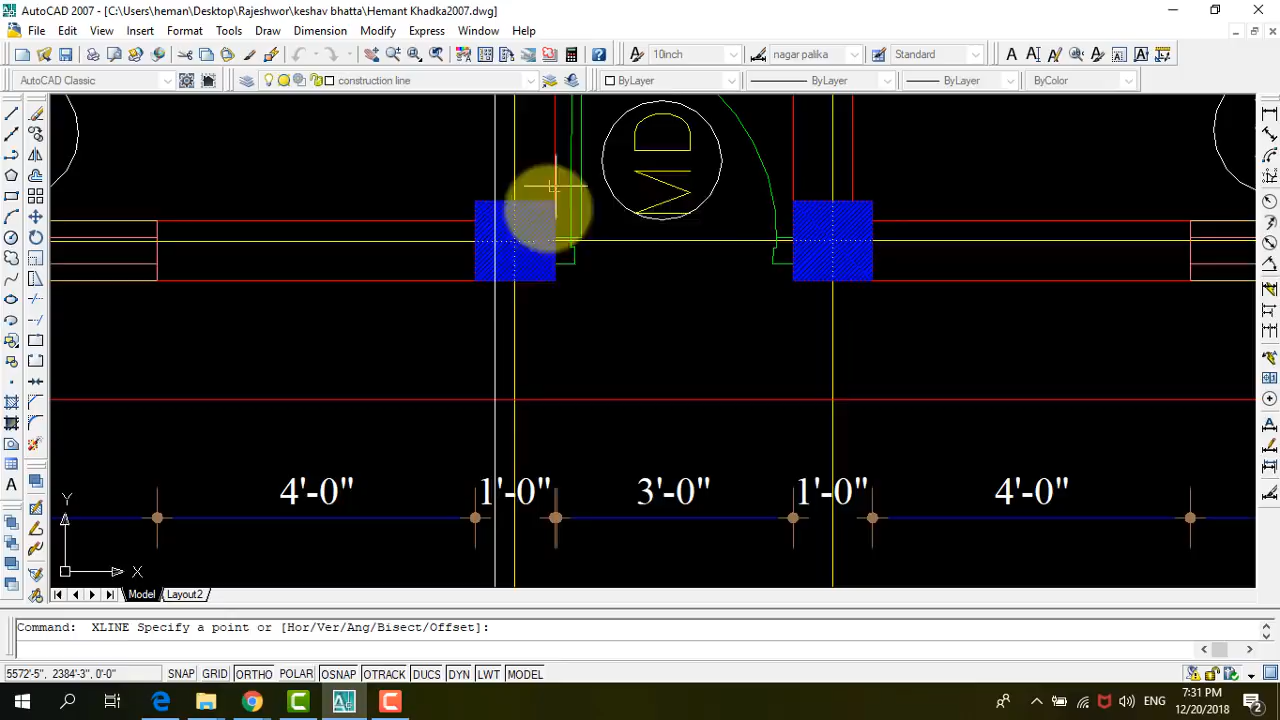 AutoCAD 2007 - [C:\Users\heman\Desktop\Rajeshwor\keshav bhatta\Hemant Khadka2007.dwg]
File Edit View Insert Format Tools Draw Dimension Modify Express Window Help
10inch nagar palika Standard
AutoCAD Classic construction line ByLayer ByLayer ByLayer ByColor
MD
4'-0" 1'-0" 3'-0" 1'-0" 4'-0"
Y
X
Model Layout2
Command: XLINE Specify a point or [Hor/Ver/Ang/Bisect/Offset]:
5572'-5", 2384'-3", 0'-0" SNAP GRID ORTHO POLAR OSNAP OTRACK DUCS DYN LWT MODEL
ENG 7:31 PM
12/20/2018 2